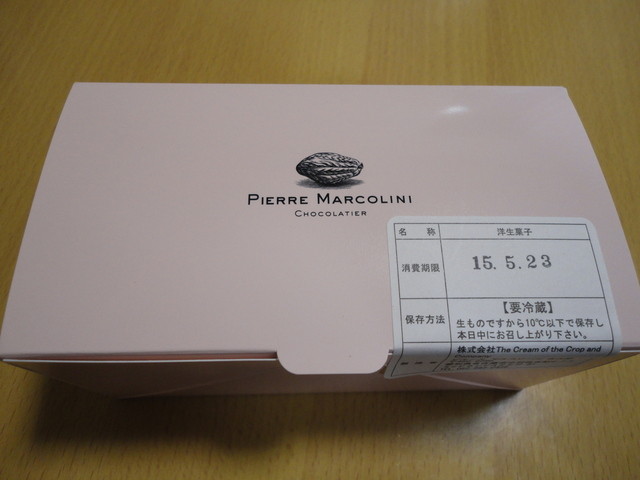 PIERRE MARCOLINI
CHOCOLATIER
名 称 洋生菓子
消費期限 15.5.23
保存方法 【要冷蔵】
生ものですから10℃以下で保存し
本日中にお召し上がり下さい。
株式会社The Cream of the Crop and